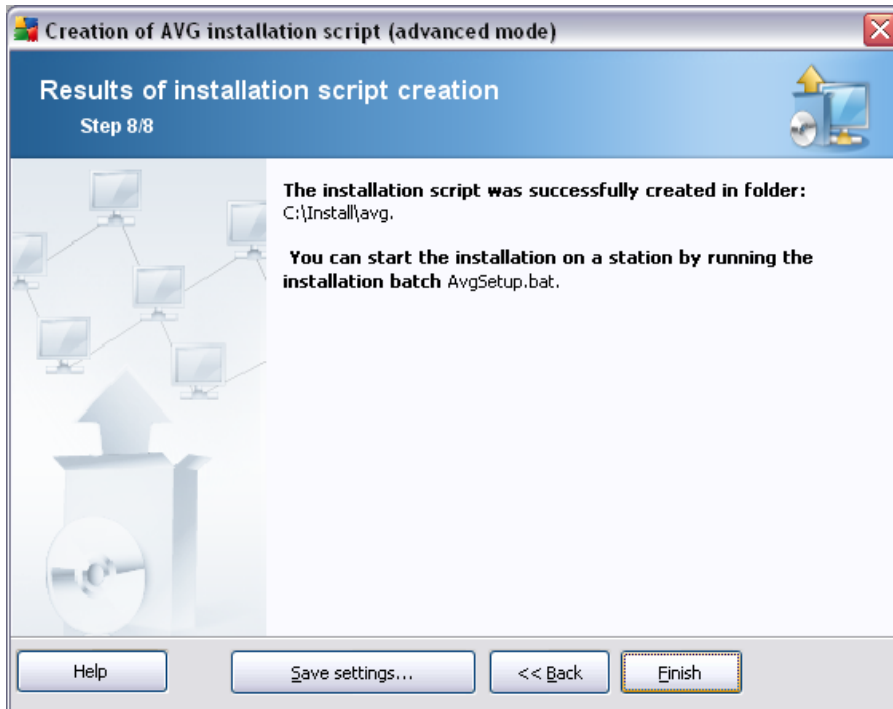 Creation of AVG installation script (advanced mode)
Results of installation script creation
Step 8/8
The installation script was successfully created in folder:
C:\Install\avg.
You can start the installation on a station by running the
installation batch AvgSetup.bat.
Help
Save settings...
<< Back
Finish